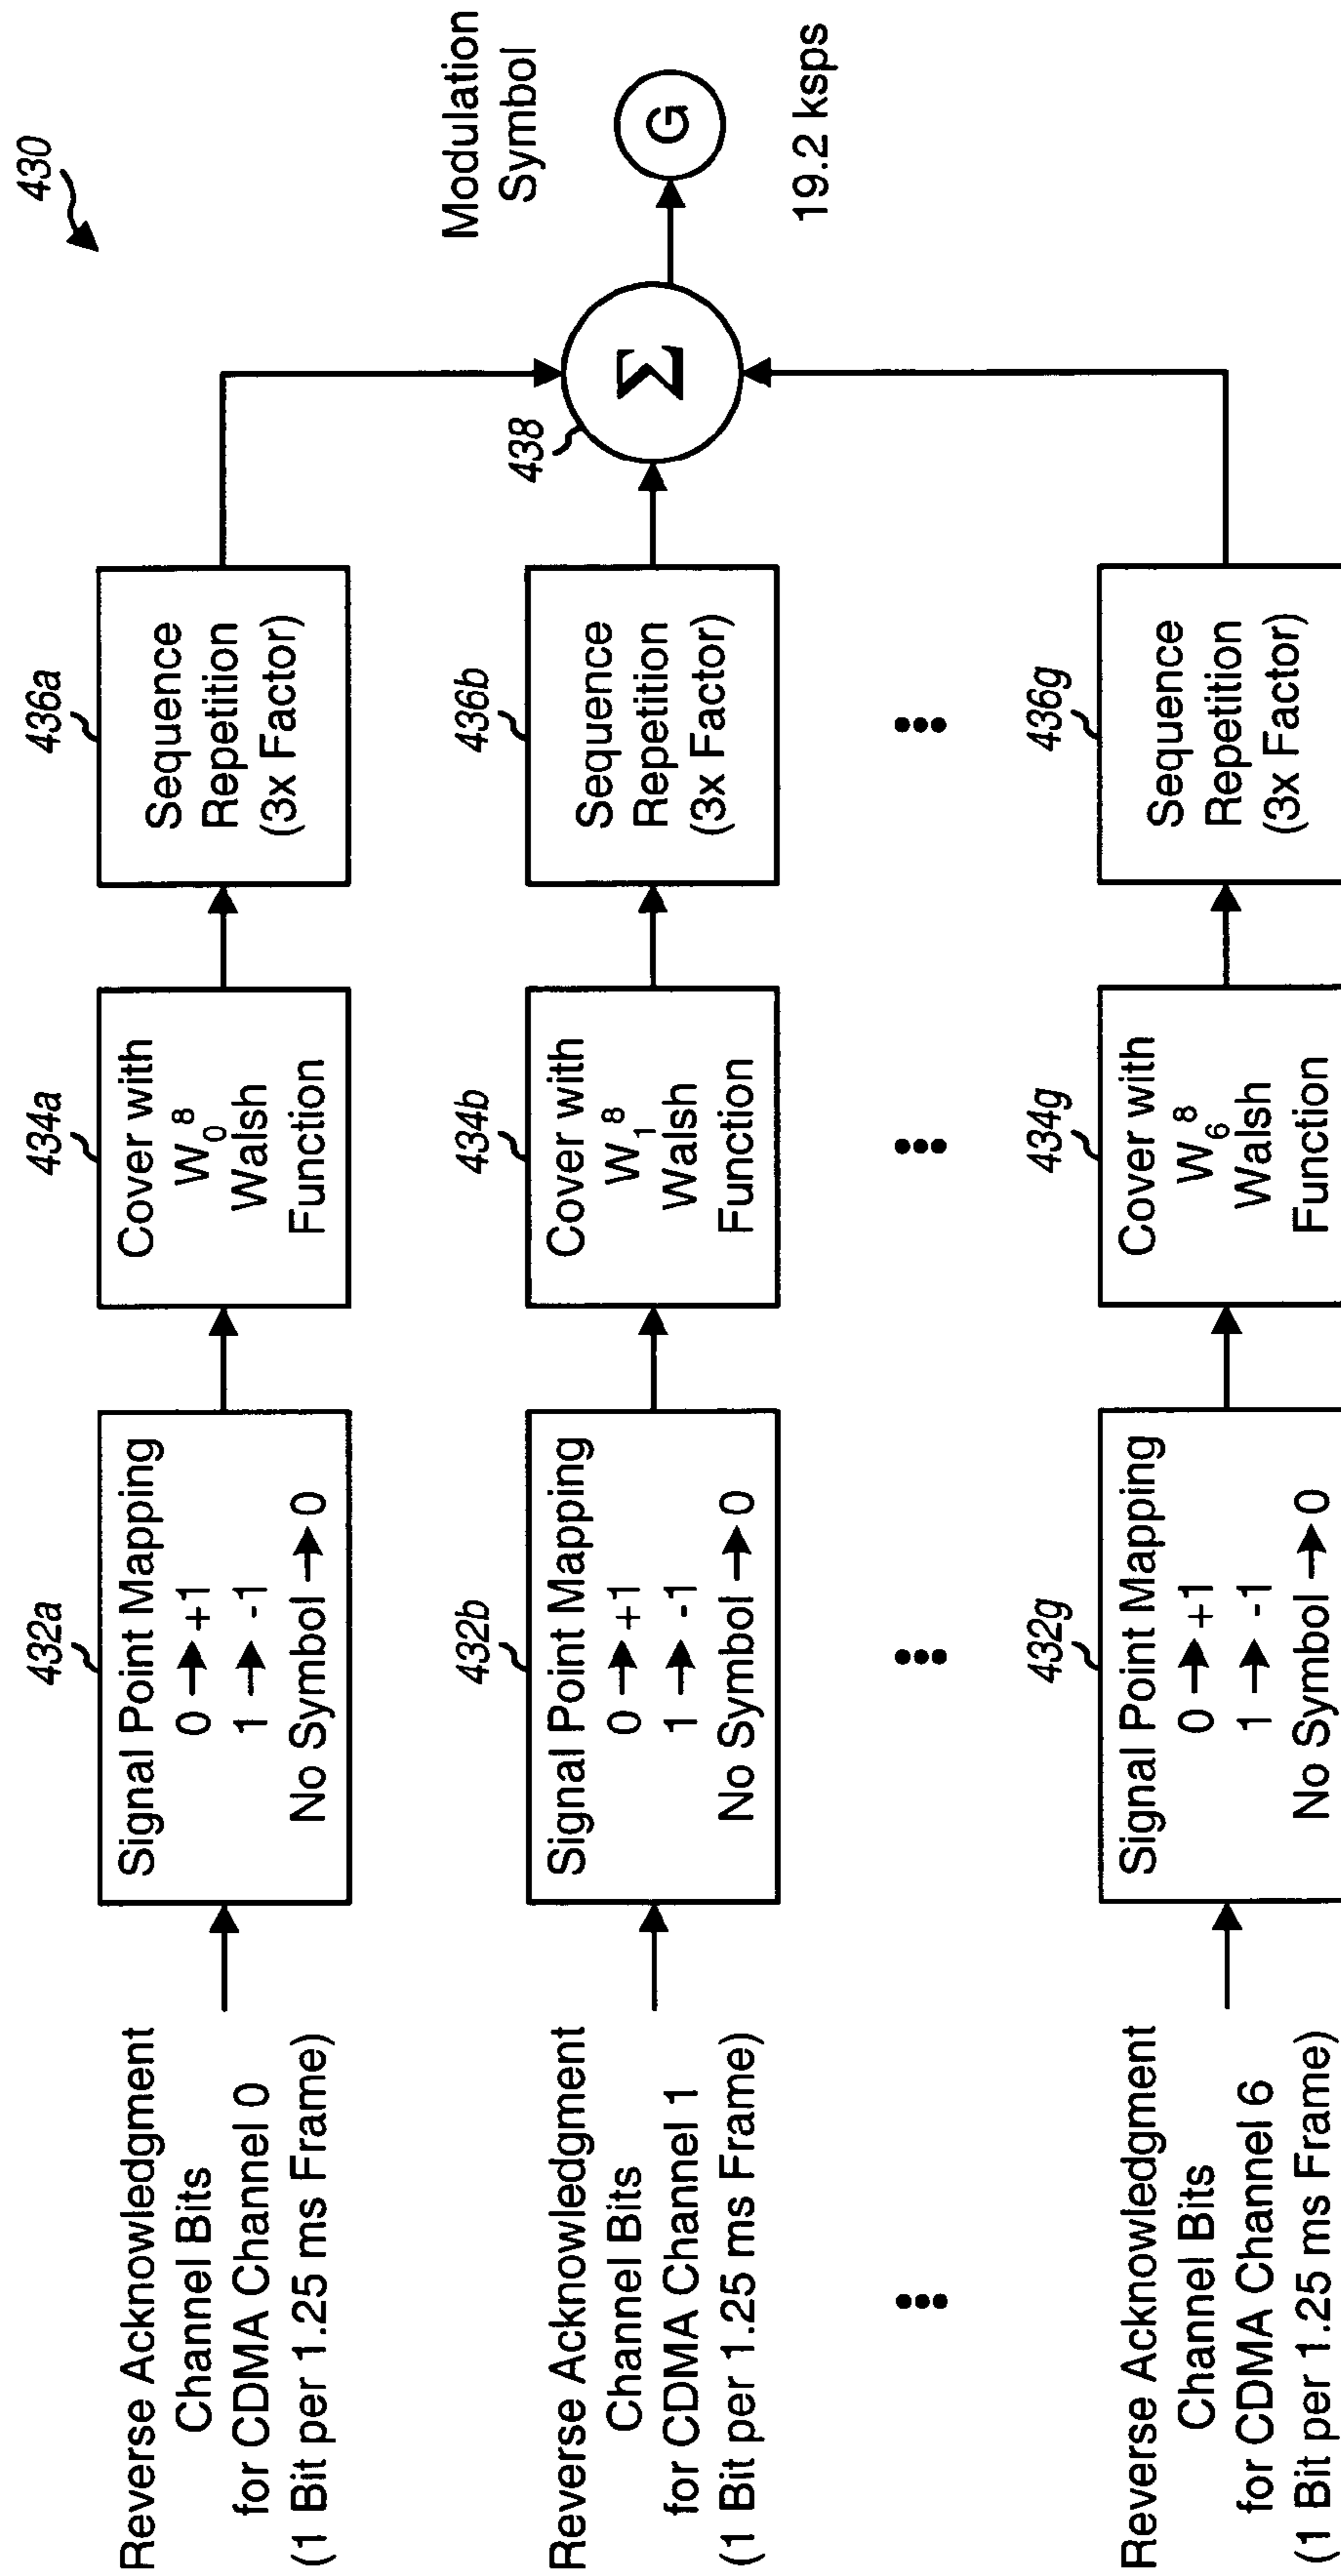 430
Reverse Acknowledgment
Channel Bits
for CDMA Channel 0
(1 Bit per 1.25 ms Frame)
432a
Signal Point Mapping
0 → +1
1 → -1
No Symbol → 0
434a
Cover with
W_0^8
Walsh
Function
436a
Sequence
Repetition
(3x Factor)
Reverse Acknowledgment
Channel Bits
for CDMA Channel 1
(1 Bit per 1.25 ms Frame)
432b
Signal Point Mapping
0 → +1
1 → -1
No Symbol → 0
434b
Cover with
W_1^8
Walsh
Function
436b
Sequence
Repetition
(3x Factor)
438
Σ
Modulation
Symbol
G
19.2 ksps
•••
•••
•••
•••
Reverse Acknowledgment
Channel Bits
for CDMA Channel 6
(1 Bit per 1.25 ms Frame)
432g
Signal Point Mapping
0 → +1
1 → -1
No Symbol → 0
434g
Cover with
W_6^8
Walsh
Function
436g
Sequence
Repetition
(3x Factor)